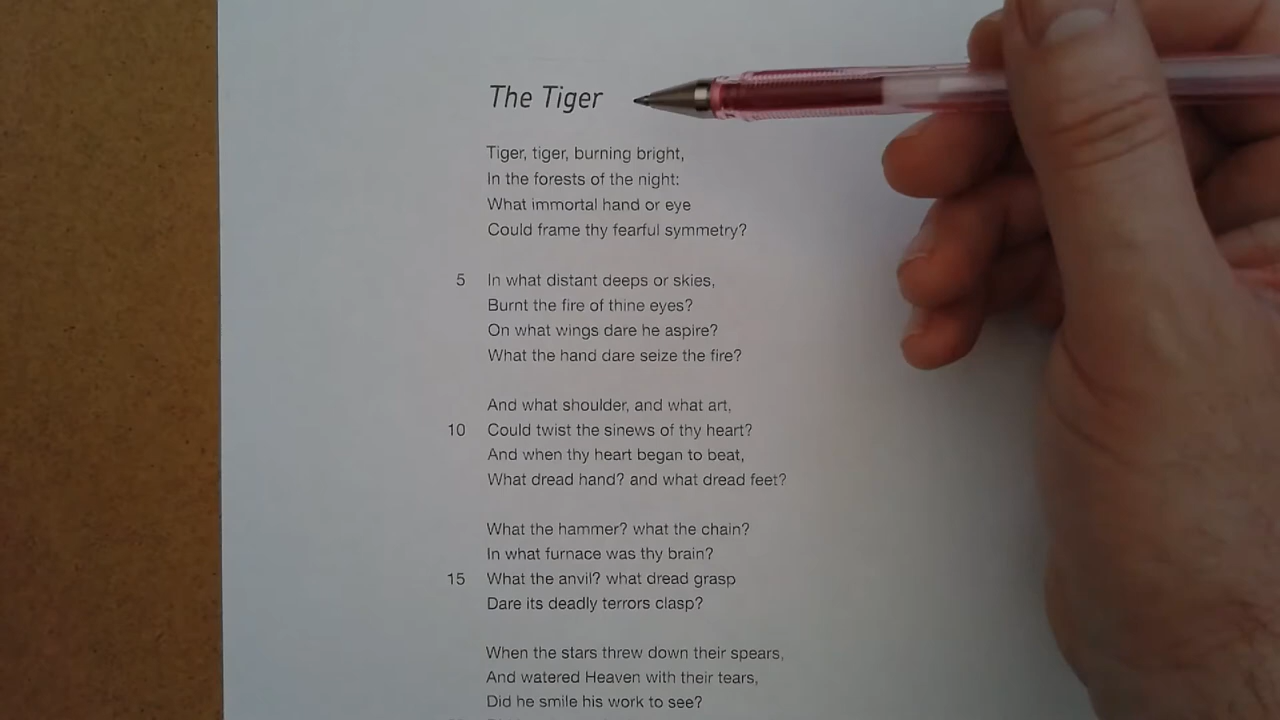 The Tiger
Tiger, tiger, burning bright,
In the forests of the night:
What immortal hand or eye
Could frame thy fearful symmetry?
5 In what distant deeps or skies,
Burnt the fire of thine eyes?
On what wings dare he aspire?
What the hand dare seize the fire?
And what shoulder, and what art,
10 Could twist the sinews of thy heart?
And when thy heart began to beat,
What dread hand? and what dread feet?
What the hammer? what the chain?
In what furnace was thy brain?
15 What the anvil? what dread grasp
Dare its deadly terrors clasp?
When the stars threw down their spears,
And watered Heaven with their tears,
Did he smile his work to see?